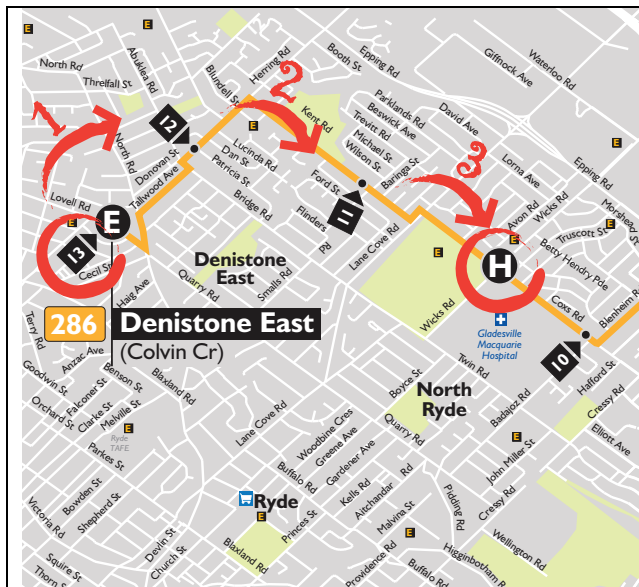 North Rd
Threlfall St
Abuklea Rd
Blundell St
Herring Rd
Booth St
Epping Rd
Giffnock Ave
Waterloo Rd
1
2
3
12
North Rd
Donovan St
Tallwood Ave
Lucinda Rd
Dan St
Patricia St
Kent Rd
Parklands Rd
Beswick Ave
Trevitt Rd
Michael St
Wilson St
Baringa St
David Ave
Lorna Ave
Epping Rd
Ford St
11
Lovell Rd
E
13
Cecil St
Bridge Rd
Flinders Rd
Lane Cove Rd
Avon Rd
Wicks Rd
Truscott St
Morshead St
Betty Hendry Pde
H
Denistone
East
Quarry Rd
Smalls Rd
Haig Ave
Wicks Rd
Coxs Rd
Blenheim R
286
Denistone East
(Colvin Cr)
Gladesville
Macquarie
Hospital
10
Terry Rd
Anzac Ave
Goodwin St
Orchard St
Falconer St
Clarke St
Benson St
Melville St
Blaxland Rd
Twin Rd
Boyce St
North
Ryde
Badajoz Rd
Halford St
Cressy Rd
Elliott Ave
Ryde
TAFE
Parkes St
Lane Cove Rd
Woodbine Cres
Greene Ave
Gardener Ave
Quarry Rd
John Miller St
Cressy Rd
Buffalo Rd
Kells Rd
Aitchandar Rd
Pidding Rd
Victoria Rd
Bowden St
Shepherd St
Ryde
Princes St
Malvina St
Wellington Rd
Devlin St
Church St
Blaxland Rd
Squire St
Thorn S
Providence Rd
Buffalo Rd
Higginbotham Rd
E
E
E
E
E
E
E
E
E
E
E